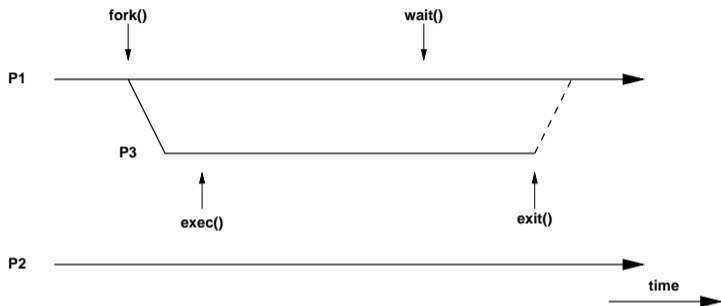 fork()
wait()
P1
P3
exec()
exit()
P2
time